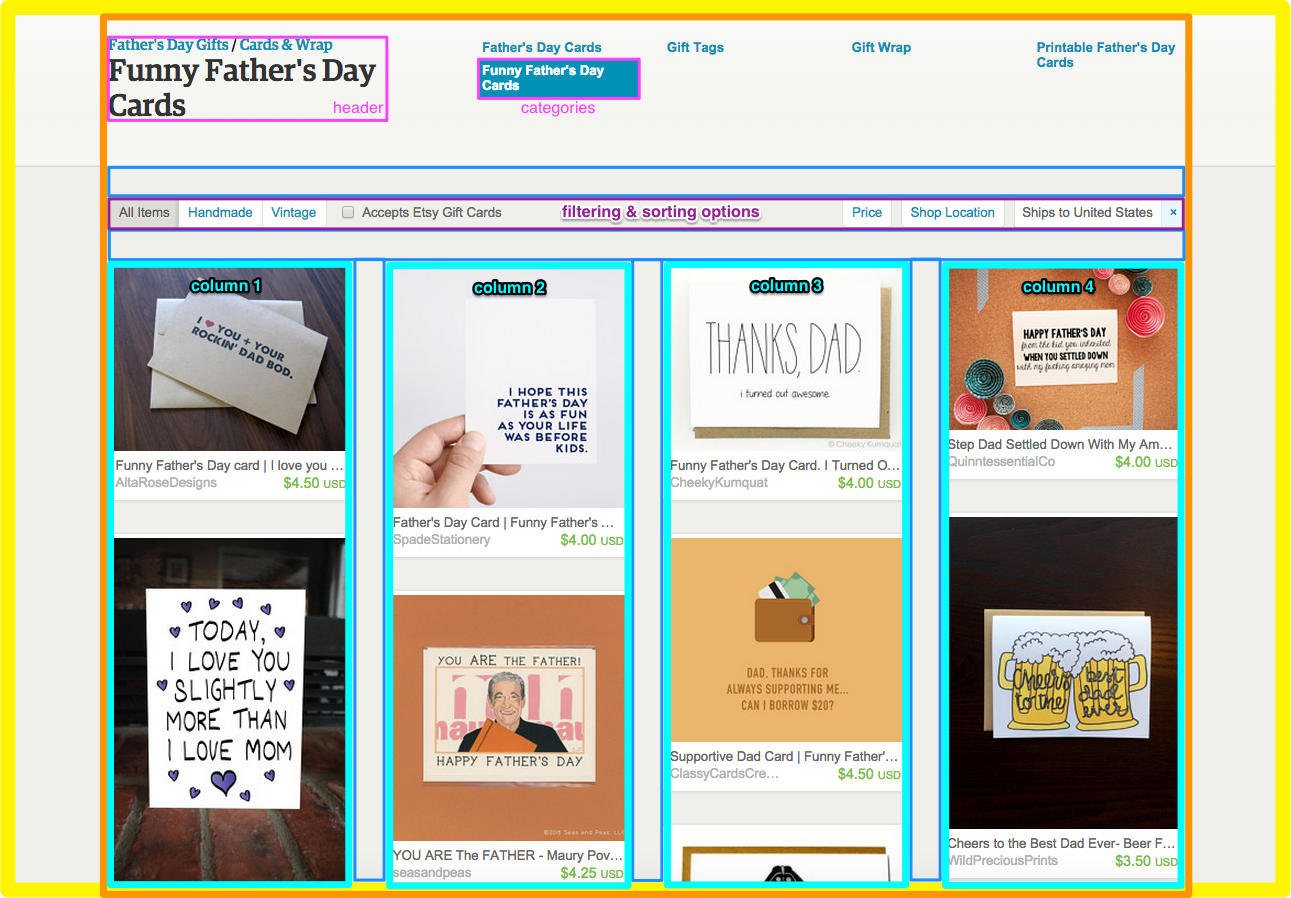 Father's Day Gifts / Cards & Wrap
Funny Father's Day
Cards
header
Father's Day Cards
Funny Father's Day
Cards
categories
Gift Tags
Gift Wrap
Printable Father's Day
Cards
All Items
Handmade
Vintage
Accepts Etsy Gift Cards
filtering & sorting options
Price
Shop Location
Ships to United States
×
column 1
I ♥ YOU + YOUR
ROCKIN' DAD BOD.
Funny Father's Day card | I love you ...
AltaRoseDesigns
$4.50 USD
TODAY,
I LOVE YOU
SLIGHTLY
MORE THAN
I LOVE MOM
column 2
I HOPE THIS
FATHER'S DAY
IS AS FUN
AS YOUR LIFE
WAS BEFORE
KIDS.
Father's Day Card | Funny Father's ...
SpadeStationery
$4.00 USD
YOU ARE THE FATHER!
HAPPY FATHER'S DAY
©2015 Seas and Peas, LLC
YOU ARE The FATHER - Maury Pov...
seasandpeas
$4.25 USD
column 3
THANKS, DAD.
i turned out awesome.
© Cheeky Kumquat
Funny Father's Day Card. I Turned O...
CheekyKumquat
$4.00 USD
DAD, THANKS FOR
ALWAYS SUPPORTING ME...
CAN I BORROW $20?
Supportive Dad Card | Funny Father'...
ClassyCardsCre...
$4.50 USD
column 4
HAPPY FATHER'S DAY
from the kid you inherited
WHEN YOU SETTLED DOWN
with my fucking amazing mom
Step Dad Settled Down With My Am...
QuinntessentialCo
$4.00 USD
Cheers
to the
best
dad
ever
Cheers to the Best Dad Ever- Beer F...
WildPreciousPrints
$3.50 USD